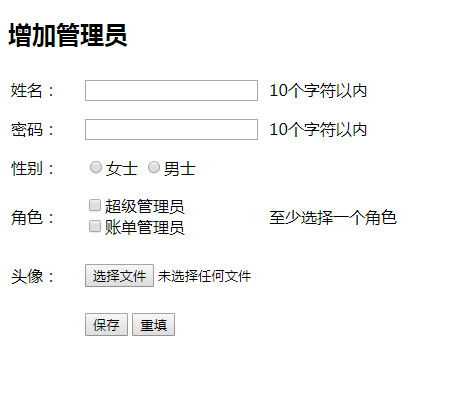 增加管理员
姓名： 10个字符以内
密码： 10个字符以内
性别： 女士 男士
角色： 超级管理员 账单管理员 至少选择一个角色
头像： 选择文件 未选择任何文件
保存 重填